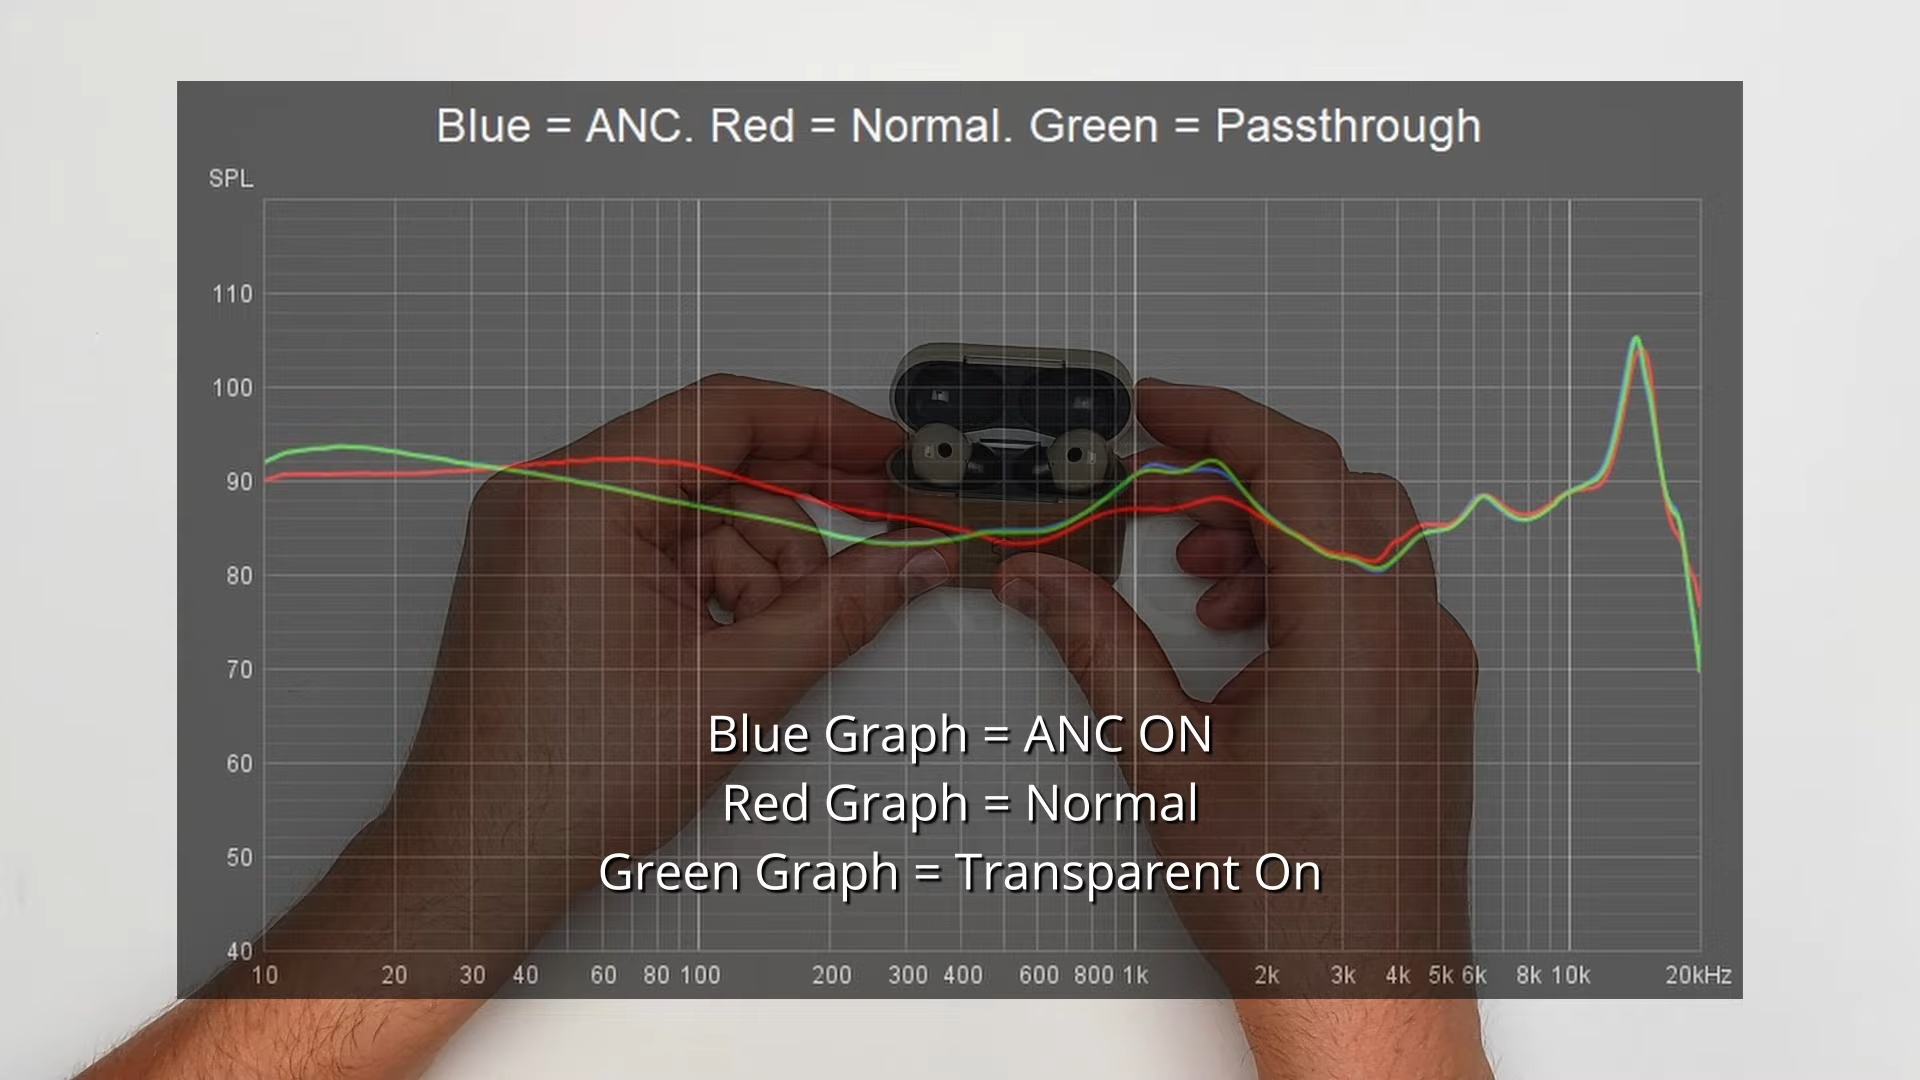 Blue = ANC. Red = Normal. Green = Passthrough
SPL
110
100
90
80
70
60
50
40
10 20 30 40 60 80 100 200 300 400 600 800 1k 2k 3k 4k 5k 6k 8k 10k 20kHz
Blue Graph = ANC ON
Red Graph = Normal
Green Graph = Transparent On